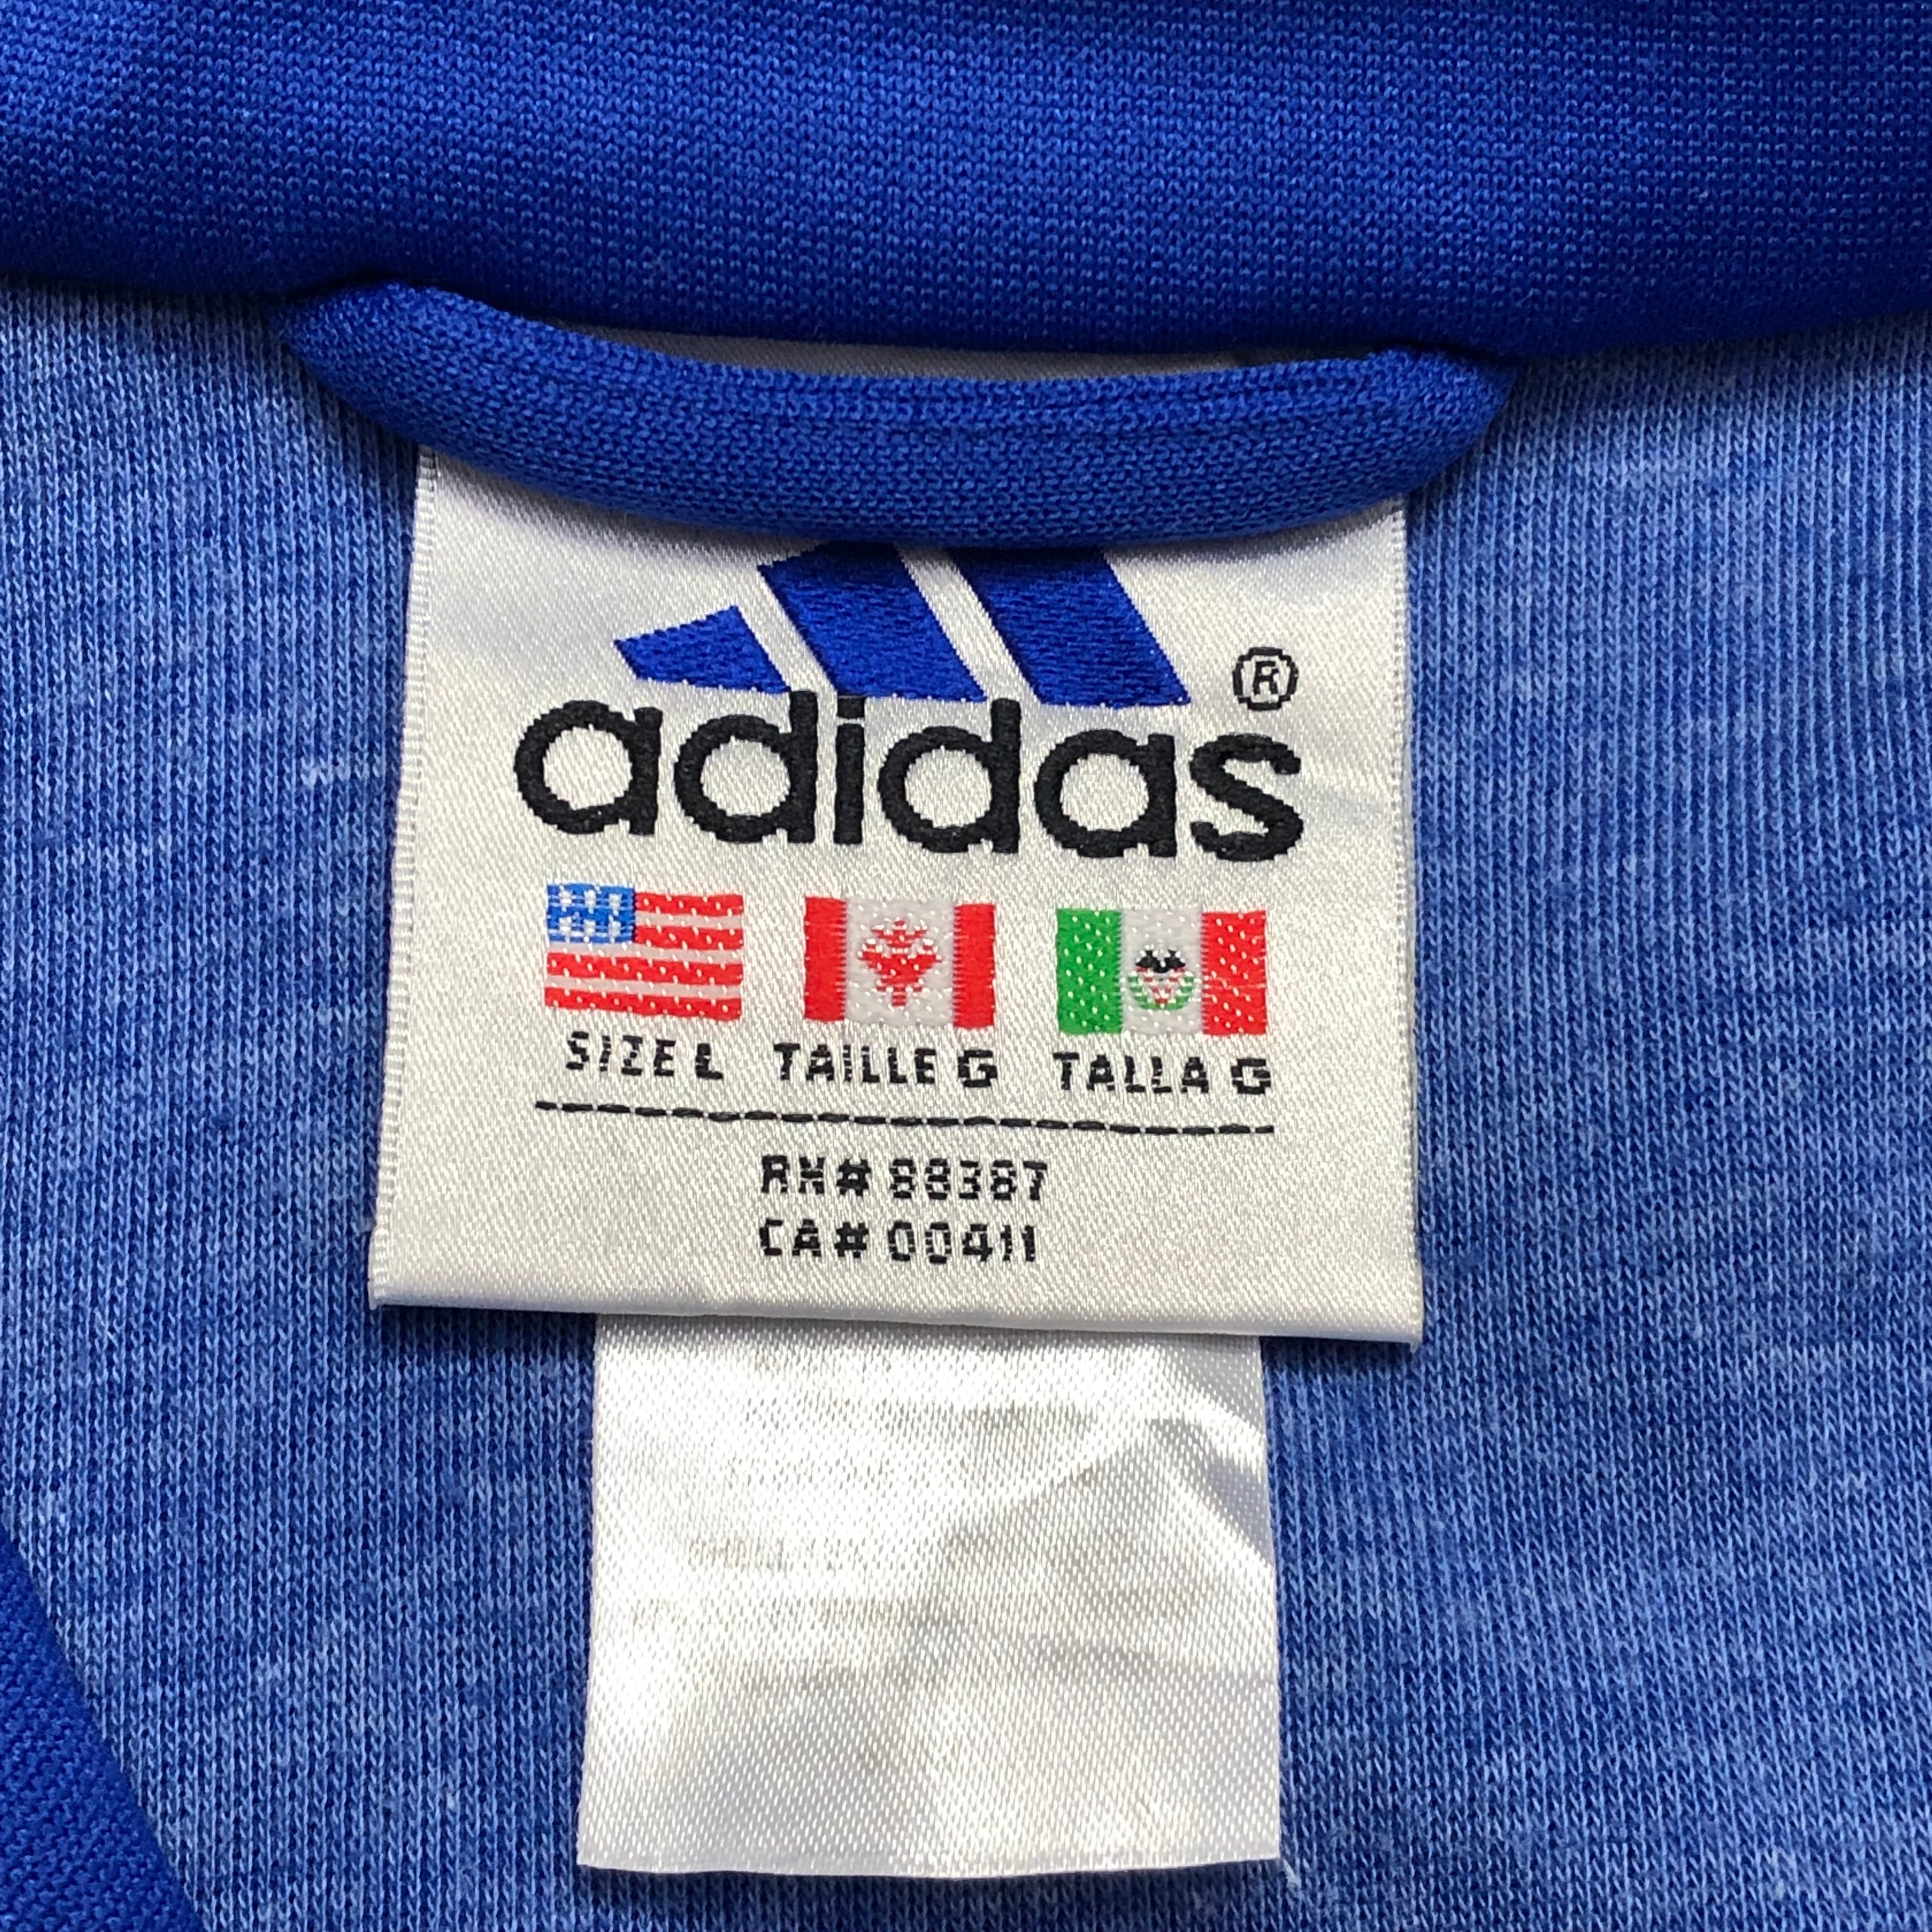 adidas ®
SIZE L TAILLE G TALLA G
RN# 88387
CA# 00411